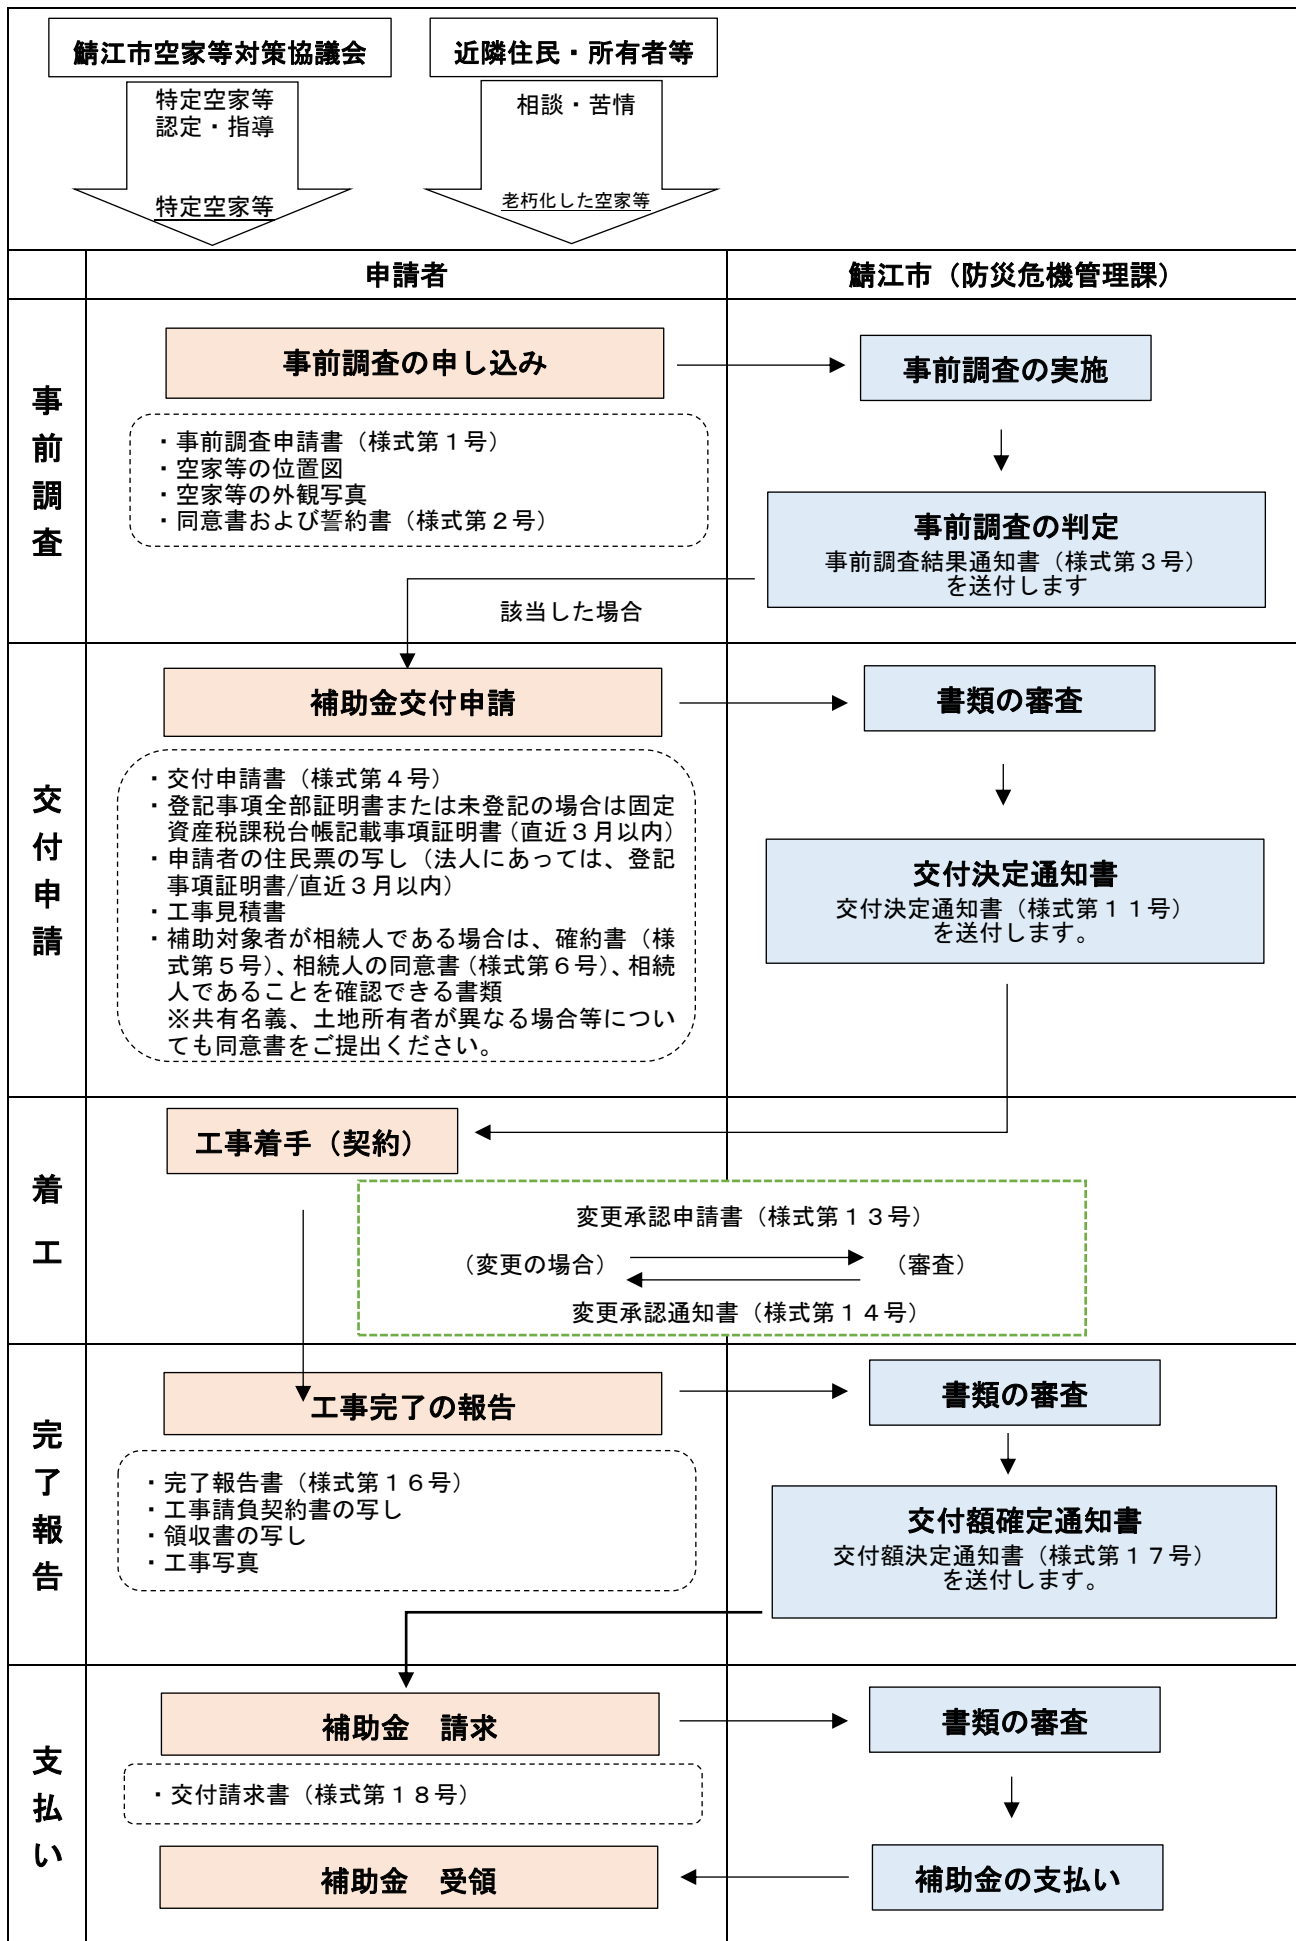 鯖江市空家等対策協議会
近隣住民・所有者等
特定空家等
認定・指導
特定空家等
相談・苦情
老朽化した空家等
申請者
鯖江市（防災危機管理課）
事前調査
事前調査の申し込み
事前調査の実施
・事前調査申請書（様式第１号）
・空家等の位置図
・空家等の外観写真
・同意書および誓約書（様式第２号）
事前調査の判定
事前調査結果通知書（様式第３号）
を送付します
該当した場合
交付申請
補助金交付申請
書類の審査
・交付申請書（様式第４号）
・登記事項全部証明書または未登記の場合は固定
資産税課税台帳記載事項証明書（直近３月以内）
・申請者の住民票の写し（法人にあっては、登記
事項証明書/直近３月以内）
・工事見積書
・補助対象者が相続人である場合は、確約書（様
式第５号）、相続人の同意書（様式第６号）、相続
人であることを確認できる書類
※共有名義、土地所有者が異なる場合等につい
ても同意書をご提出ください。
交付決定通知書
交付決定通知書（様式第１１号）
を送付します。
着工
工事着手（契約）
変更承認申請書（様式第１３号）
（変更の場合）
（審査）
変更承認通知書（様式第１４号）
完了報告
工事完了の報告
書類の審査
・完了報告書（様式第１６号）
・工事請負契約書の写し
・領収書の写し
・工事写真
交付額確定通知書
交付額決定通知書（様式第１７号）
を送付します。
支払い
補助金　請求
書類の審査
・交付請求書（様式第１８号）
補助金　受領
補助金の支払い